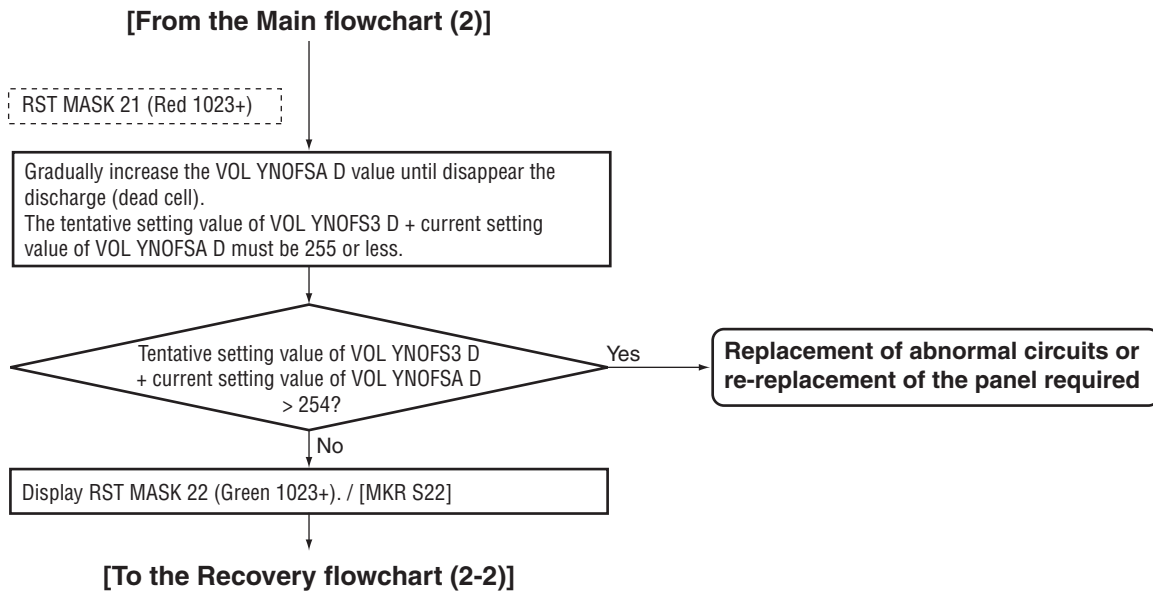 [From the Main flowchart (2)]
RST MASK 21 (Red 1023+)
Gradually increase the VOL YNOFSA D value until disappear the
discharge (dead cell).
The tentative setting value of VOL YNOFS3 D + current setting
value of VOL YNOFSA D must be 255 or less.
Tentative setting value of VOL YNOFS3 D
+ current setting value of VOL YNOFSA D
> 254?
Yes
Replacement of abnormal circuits or
re-replacement of the panel required
No
Display RST MASK 22 (Green 1023+). / [MKR S22]
[To the Recovery flowchart (2-2)]